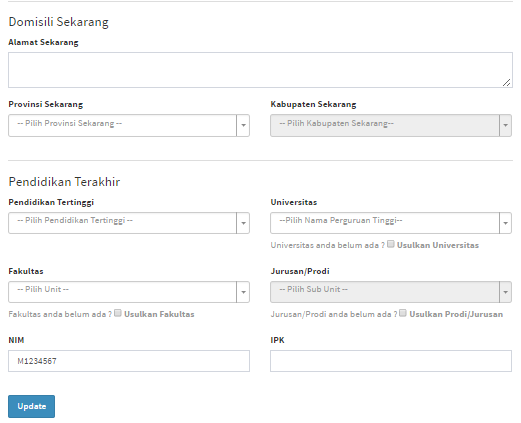 Domisili Sekarang
Alamat Sekarang
Provinsi Sekarang Kabupaten Sekarang
-- Pilih Provinsi Sekarang -- -- Pilih Kabupaten Sekarang--
Pendidikan Terakhir
Pendidikan Tertinggi Universitas
-- Pilih Pendidikan Tertinggi -- --Pilih Nama Perguruan Tinggi--
Universitas anda belum ada ? Usulkan Universitas
Fakultas Jurusan/Prodi
-- Pilih Unit -- -- Pilih Sub Unit --
Fakultas anda belum ada ? Usulkan Fakultas Jurusan/Prodi anda belum ada ? Usulkan Prodi/Jurusan
NIM IPK
M1234567
Update